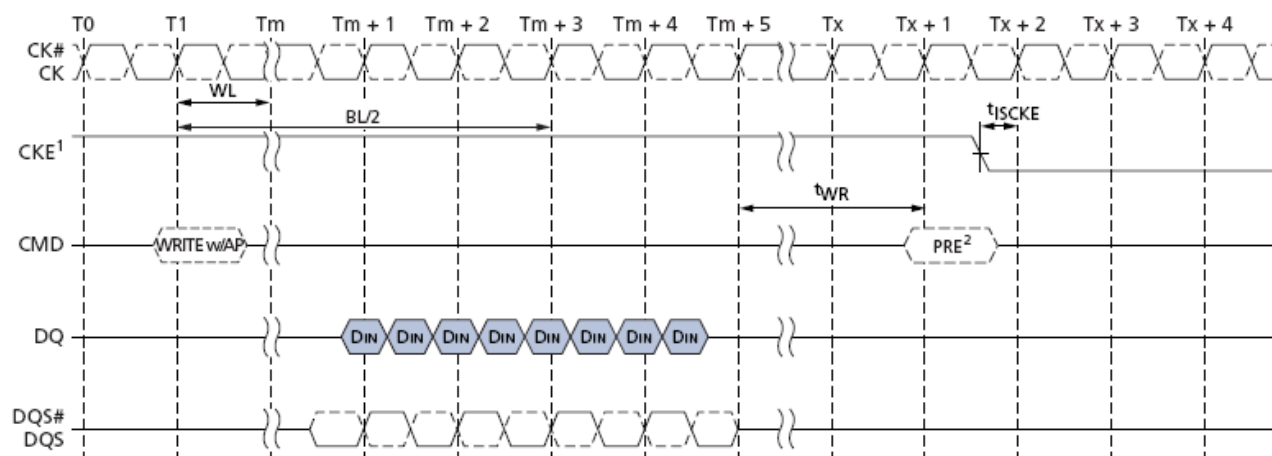 T0 T1 Tm Tm + 1 Tm + 2 Tm + 3 Tm + 4 Tm + 5 Tx Tx + 1 Tx + 2 Tx + 3 Tx + 4
CK#
CK
WL
BL/2
tISCKE
CKE1
tWR
CMD WRITE w/AP PRE2
DQ DIN DIN DIN DIN DIN DIN DIN DIN
DQS#
DQS